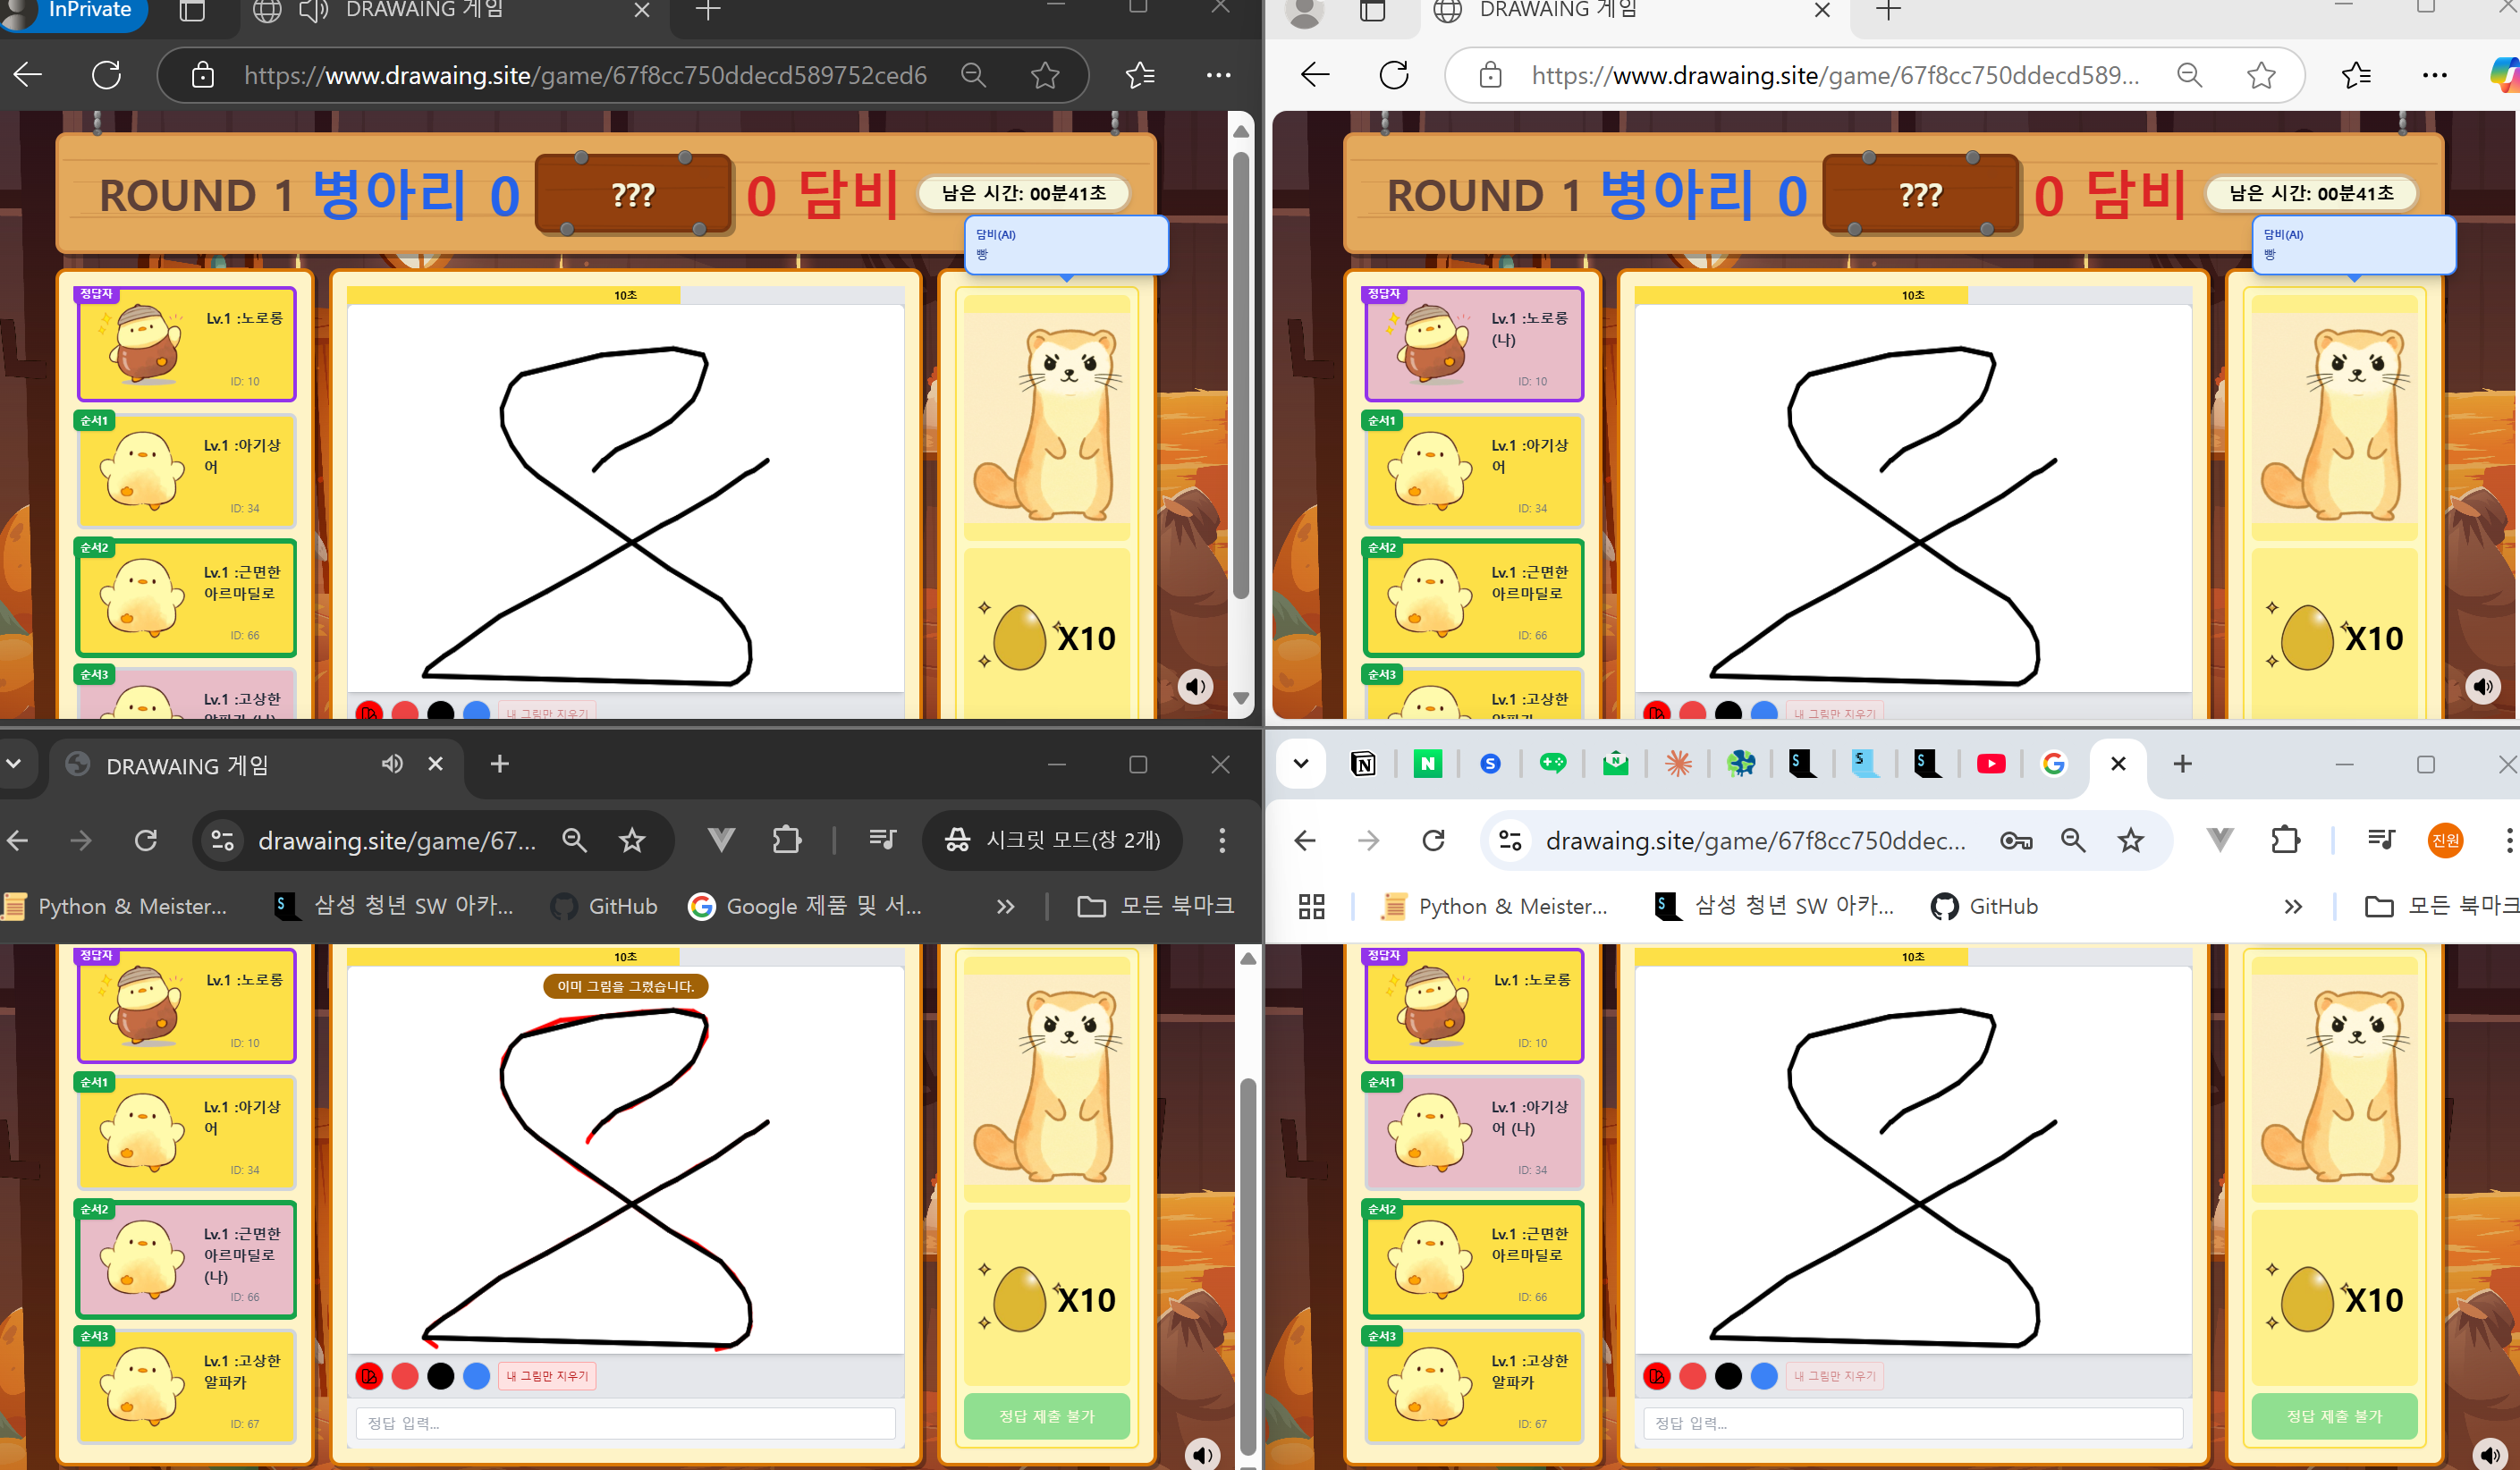 InPrivate
DRAWAING 게임
https://www.drawaing.site/game/67f8cc750ddecd589752ced6
ROUND 1 병아리 0 ??? 0 담비 남은 시간: 00분41초
담비(AI)
빵
정답자
Lv.1 :노로롱
ID: 10
순서1
Lv.1 :아기상
어
ID: 34
순서2
Lv.1 :근면한
아르마딜로
ID: 66
순서3
Lv.1 :고상한
알파카 (나)
10초
내 그림만 지우기
X10
DRAWAING 게임
https://www.drawaing.site/game/67f8cc750ddecd589...
ROUND 1 병아리 0 ??? 0 담비 남은 시간: 00분41초
담비(AI)
빵
정답자
Lv.1 :노로롱
(나)
ID: 10
순서1
Lv.1 :아기상
어
ID: 34
순서2
Lv.1 :근면한
아르마딜로
ID: 66
순서3
Lv.1 :고상한
알파카
10초
내 그림만 지우기
X10
DRAWAING 게임
drawaing.site/game/67...
시크릿 모드(창 2개)
Python & Meister...
삼성 청년 SW 아카...
GitHub
Google 제품 및 서...
모든 북마크
정답자
Lv.1 :노로롱
ID: 10
순서1
Lv.1 :아기상
어
ID: 34
순서2
Lv.1 :근면한
아르마딜로
(나)
ID: 66
순서3
Lv.1 :고상한
알파카
ID: 67
10초
이미 그림을 그렸습니다.
내 그림만 지우기
정답 입력...
X10
정답 제출 불가
drawaing.site/game/67f8cc750ddec...
진원
Python & Meister...
삼성 청년 SW 아카...
GitHub
모든 북마크
정답자
Lv.1 :노로롱
ID: 10
순서1
Lv.1 :아기상
어 (나)
ID: 34
순서2
Lv.1 :근면한
아르마딜로
ID: 66
순서3
Lv.1 :고상한
알파카
ID: 67
10초
내 그림만 지우기
정답 입력...
X10
정답 제출 불가